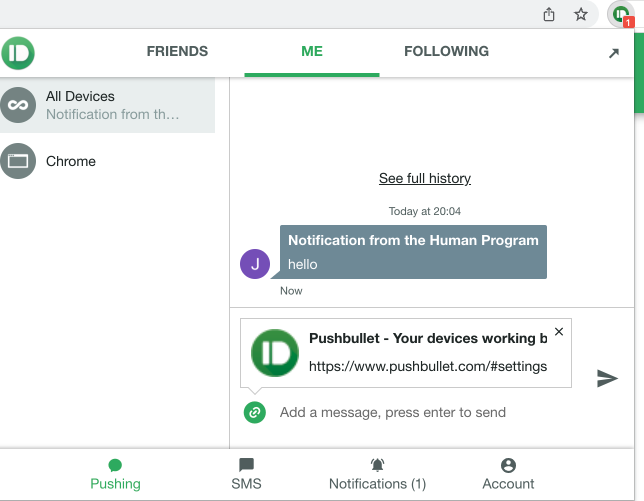 1
FRIENDS
ME
FOLLOWING
All Devices
Notification from th…
Chrome
See full history
Today at 20:04
Notification from the Human Program
J
hello
Now
Pushbullet - Your devices working b
https://www.pushbullet.com/#settings
Add a message, press enter to send
Pushing
SMS
Notifications (1)
Account